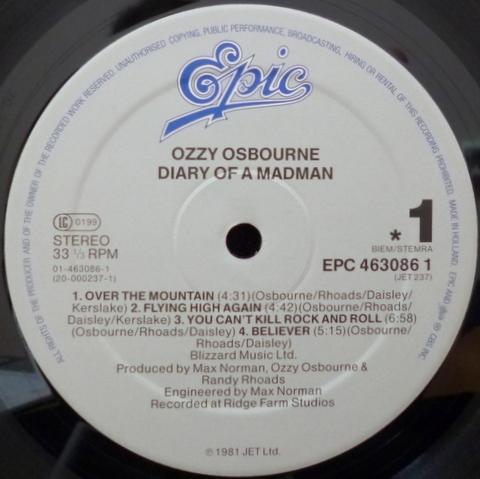 ALL RIGHTS OF THE PRODUCER AND OF THE OWNER OF THE RECORDED WORK RESERVED. UNAUTHORISED COPYING, PUBLIC PERFORMANCE, BROADCASTING, HIRING OR RENTAL OF THIS RECORDING PROHIBITED. MADE IN HOLLAND. EPIC AND ARE ® CBS INC.
Epic
OZZY OSBOURNE
DIARY OF A MADMAN
LC 0199
STEREO
33 ⅓ RPM
01-463086-1
(20-000237-1)
* 1
BIEM/STEMRA
EPC 463086 1
(JET 237)
1. OVER THE MOUNTAIN (4:31)(Osbourne/Rhoads/Daisley/
Kerslake) 2. FLYING HIGH AGAIN (4:42)(Osbourne/Rhoads/
Daisley/Kerslake) 3. YOU CAN'T KILL ROCK AND ROLL (6:58)
(Osbourne/Rhoads/Daisley) 4. BELIEVER (5:15)(Osbourne/
Rhoads/Daisley)
Blizzard Music Ltd.
Produced by Max Norman, Ozzy Osbourne &
Randy Rhoads
Engineered by Max Norman
Recorded at Ridge Farm Studios
℗ 1981 JET Ltd.